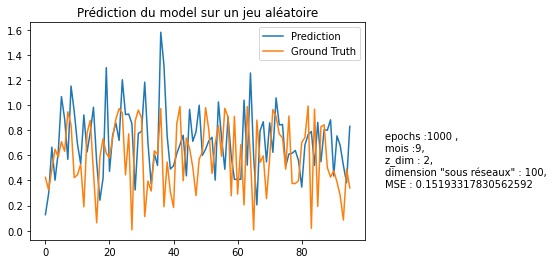 Prédiction du model sur un jeu aléatoire
Prediction
Ground Truth
1.6
1.4
1.2
1.0
0.8
0.6
0.4
0.2
0.0
0
20
40
60
80
epochs :1000 ,
mois :9,
z_dim : 2,
dimension "sous réseaux" : 100,
MSE : 0.15193317830562592